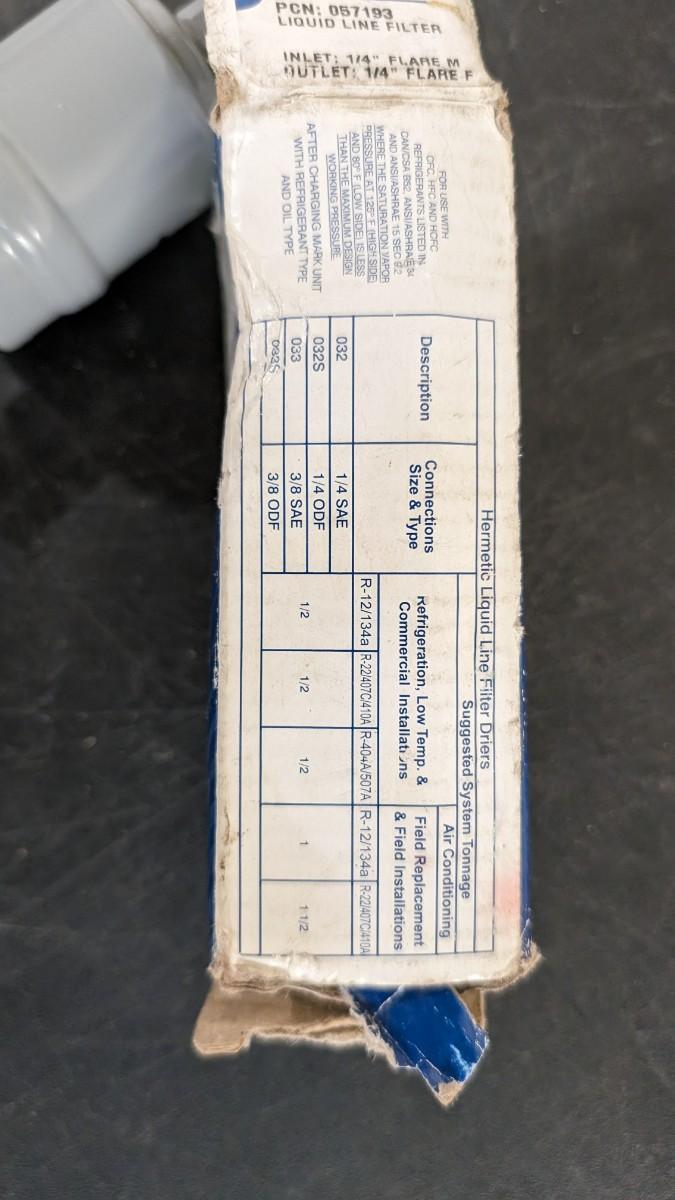 PCN: 057193
LIQUID LINE FILTER
INLET: 1/4" FLARE M
OUTLET: 1/4" FLARE F
FOR USE WITH
CFC, HFC AND HCFC
REFRIGERANTS LISTED IN
CAN/CSA B52, ANSI/ASHRAE 34
AND ANSI/ASHRAE 15 SEC 9.2
WHERE THE SATURATION VAPOR
PRESSURE AT 125° F (HIGH SIDE)
AND 80° F (LOW SIDE) IS LESS
THAN THE MAXIMUM DESIGN
WORKING PRESSURE
AFTER CHARGING MARK UNIT
WITH REFRIGERANT TYPE
AND OIL TYPE
Hermetic Liquid Line Filter Driers
Suggested System Tonnage
Air Conditioning
Description
Connections
Size & Type
Refrigeration, Low Temp. &
Commercial Installations
Field Replacement
& Field Installations
R-12/134a R-22/407C/410A R-404A/507A R-12/134a R-22/407C/410A
032 1/4 SAE
032S 1/4 ODF
1/2 1/2 1/2 1 1 1/2
033 3/8 SAE
033S 3/8 ODF